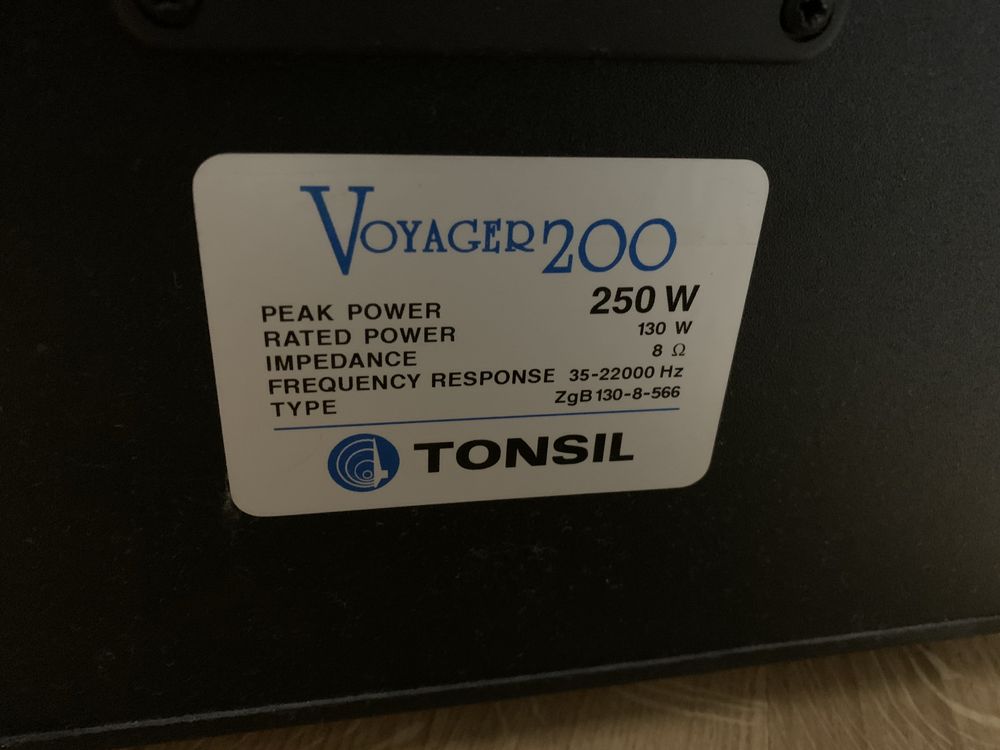 VOYAGER 200
PEAK POWER 250 W
RATED POWER 130 W
IMPEDANCE 8 Ω
FREQUENCY RESPONSE 35-22000 Hz
TYPE ZgB 130-8-566
TONSIL